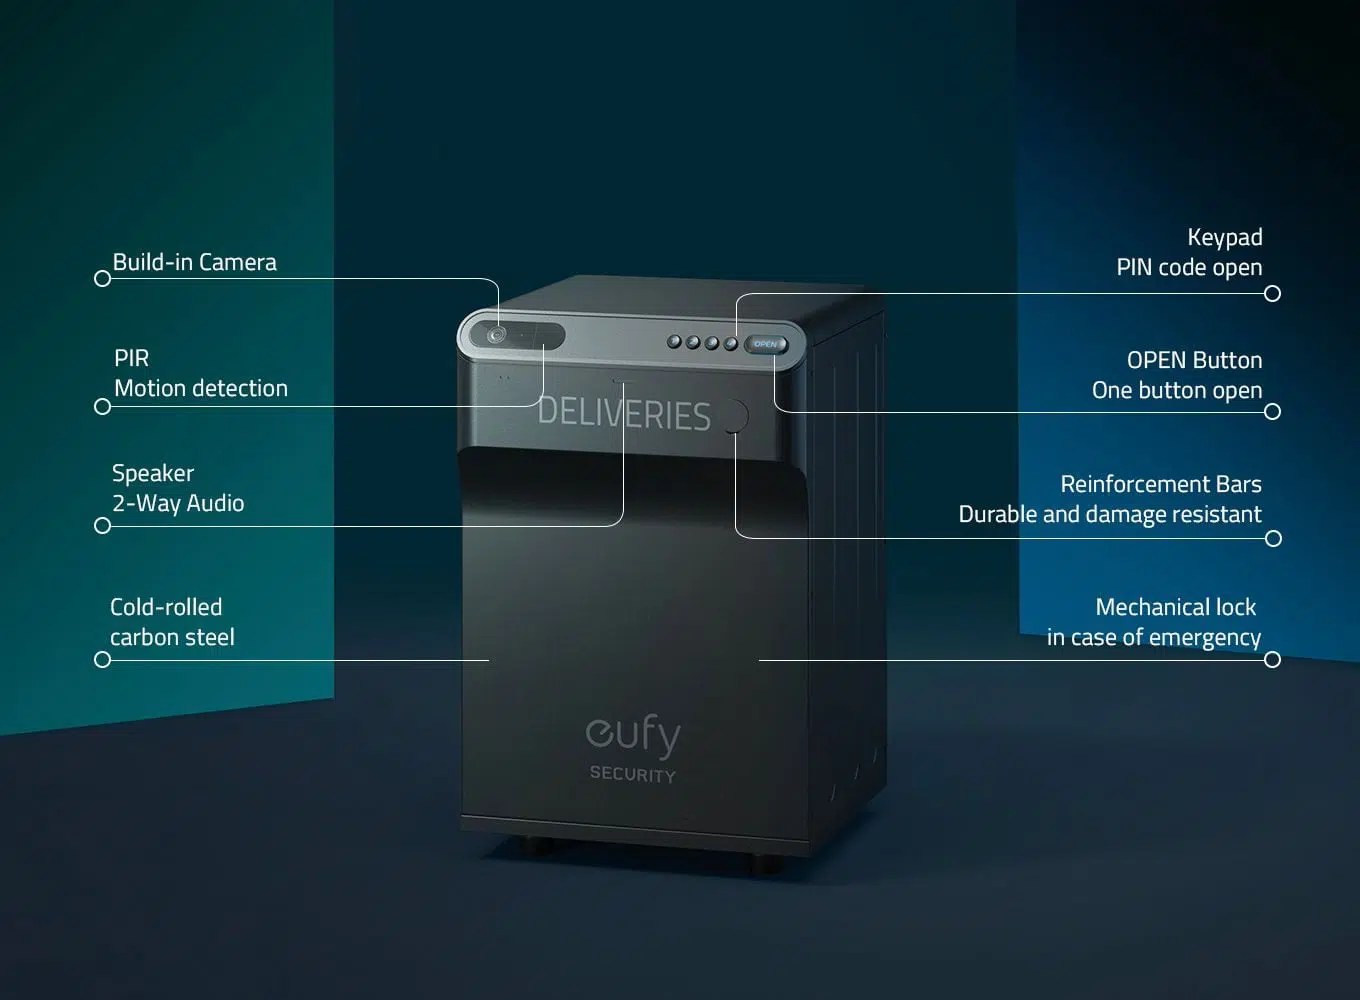 Build-in Camera
PIR
Motion detection
Speaker
2-Way Audio
Cold-rolled
carbon steel
Keypad
PIN code open
OPEN Button
One button open
Reinforcement Bars
Durable and damage resistant
Mechanical lock
in case of emergency
OPEN
DELIVERIES
eufy
SECURITY